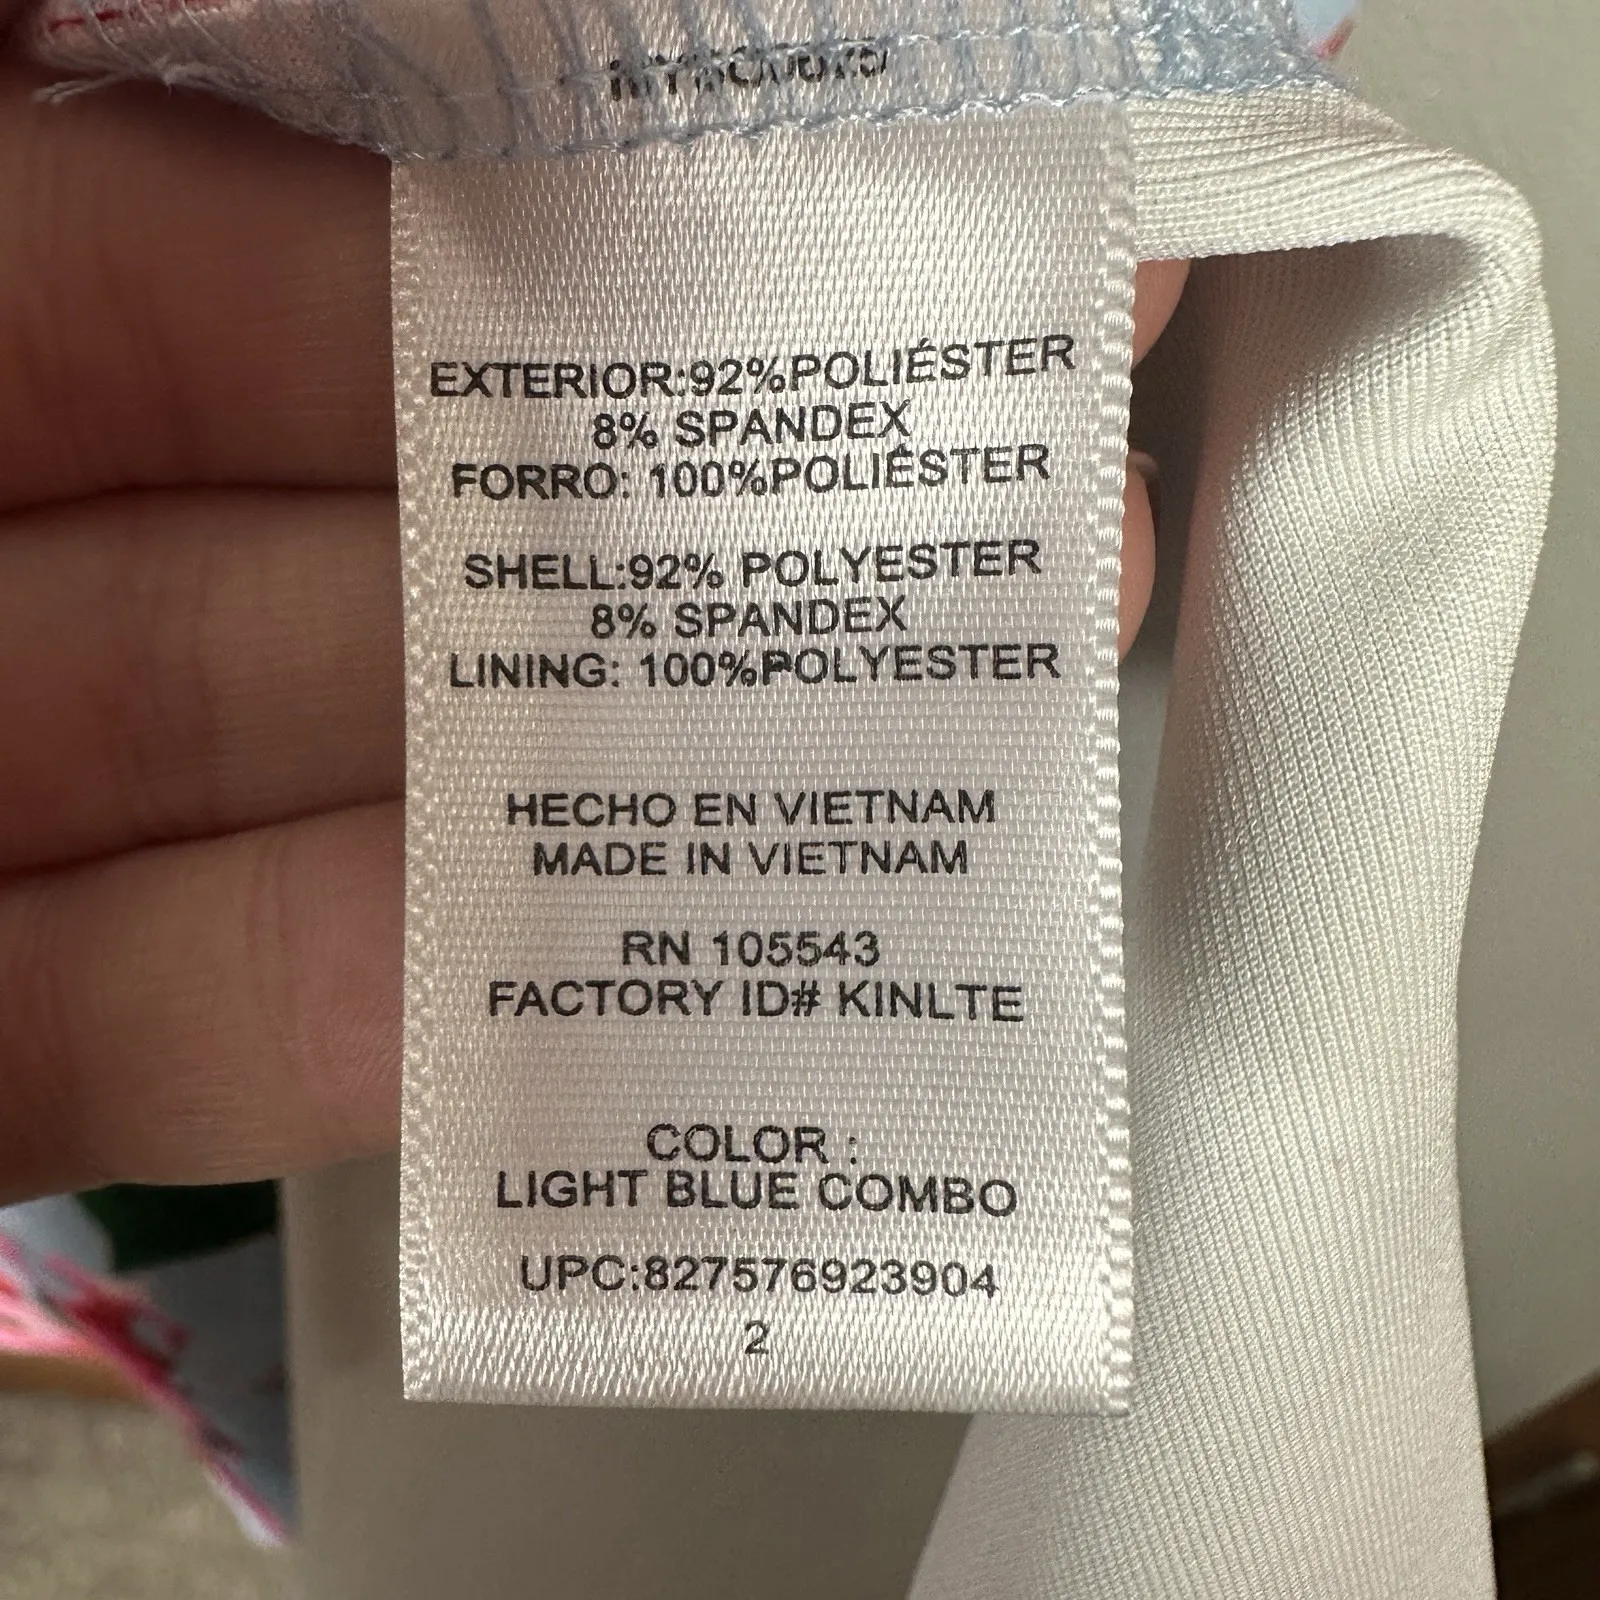 EXTERIOR:92%POLIÉSTER
8% SPANDEX
FORRO: 100%POLIÉSTER
SHELL:92% POLYESTER
8% SPANDEX
LINING: 100%POLYESTER
HECHO EN VIETNAM
MADE IN VIETNAM
RN 105543
FACTORY ID# KINLTE
COLOR :
LIGHT BLUE COMBO
UPC:827576923904
2